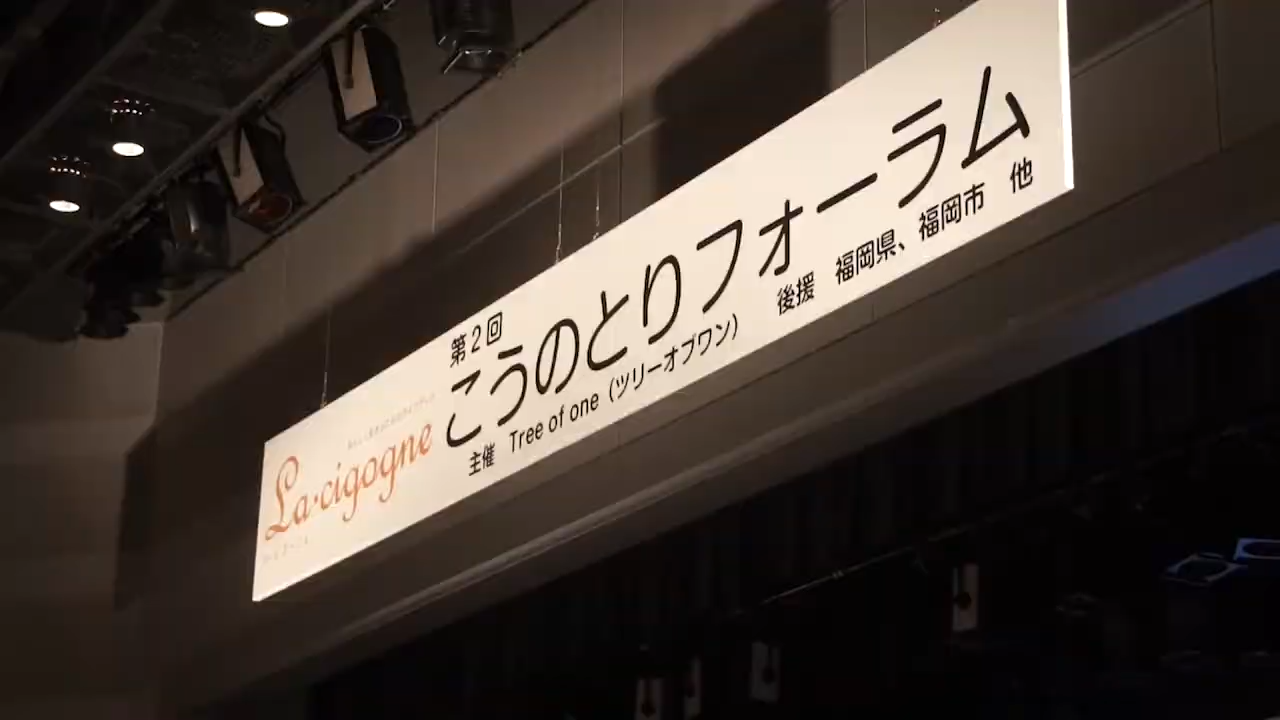 La·cigogne
第2回
こうのとりフォーラム
主催 Tree of one（ツリーオブワン） 後援 福岡県、福岡市 他